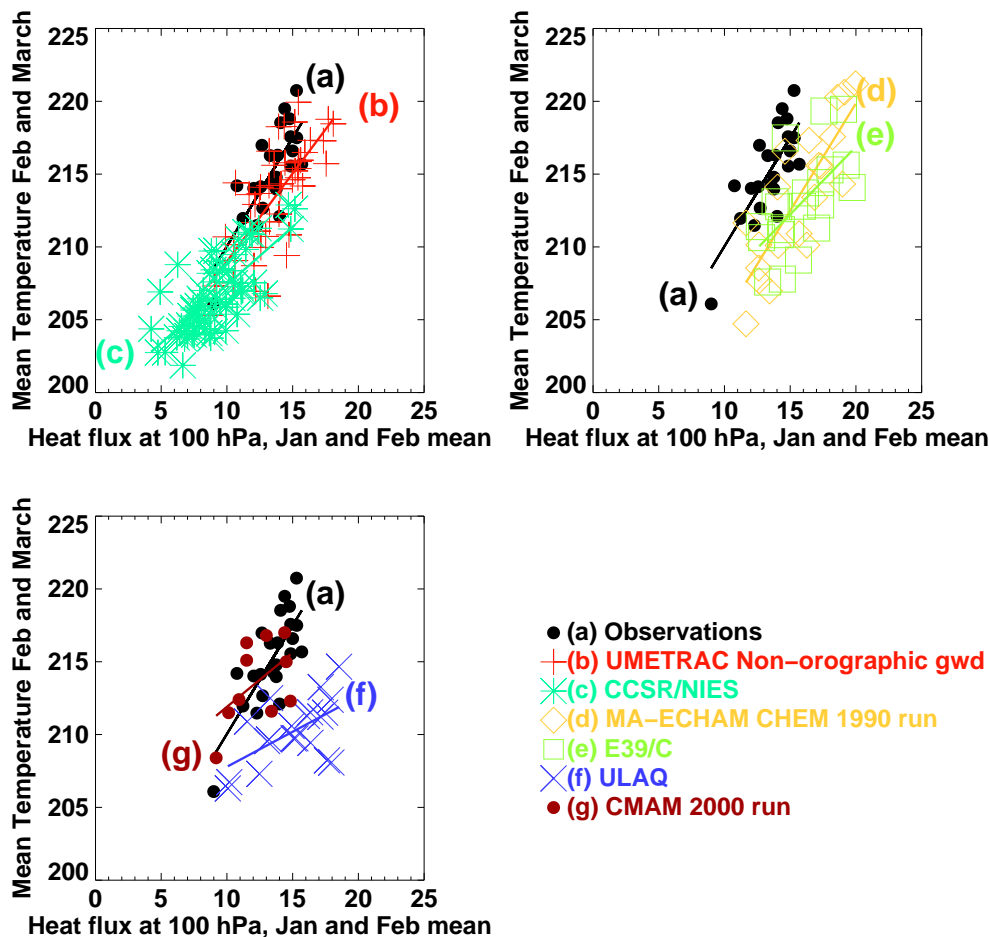 225
220
215
210
205
200
0 5 10 15 20 25
Mean Temperature Feb and March
Heat flux at 100 hPa, Jan and Feb mean
(a)
(b)
(c)
225
220
215
210
205
200
0 5 10 15 20 25
Mean Temperature Feb and March
Heat flux at 100 hPa, Jan and Feb mean
(d)
(e)
(a)
225
220
215
210
205
200
0 5 10 15 20 25
Mean Temperature Feb and March
Heat flux at 100 hPa, Jan and Feb mean
(a)
(f)
(g)
(a) Observations
(b) UMETRAC Non−orographic gwd
(c) CCSR/NIES
(d) MA−ECHAM CHEM 1990 run
(e) E39/C
(f) ULAQ
(g) CMAM 2000 run